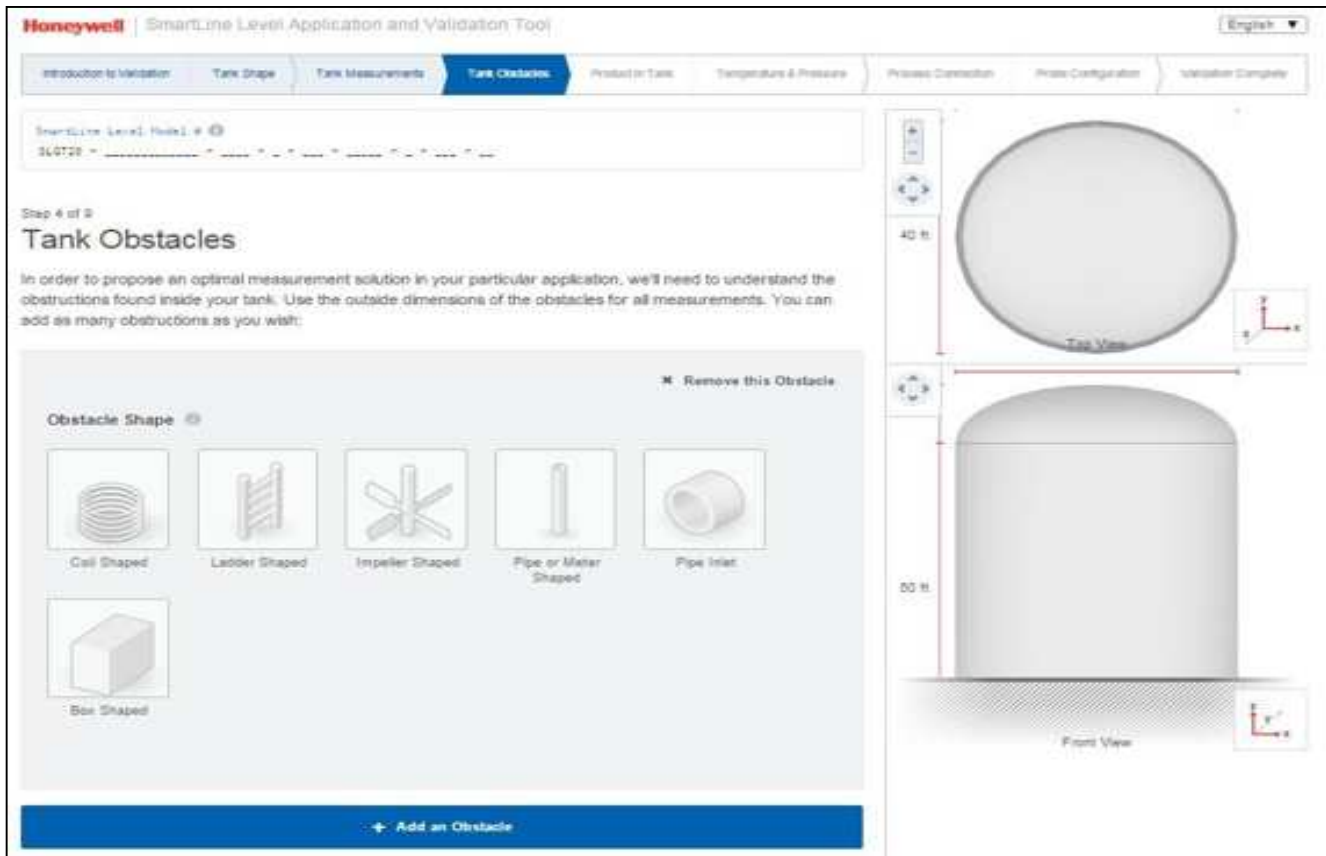 Honeywell | SmartLine Level Application and Validation Tool
English
Introduction to Validation
Tank Shape
Tank Measurements
Tank Obstacles
Product in Tank
Temperature & Pressure
Process Connection
Probe Configuration
Validation Complete
SmartLine Level Model #
Step 4 of 9
Tank Obstacles
In order to propose an optimal measurement solution in your particular application, we'll need to understand the
obstructions found inside your tank. Use the outside dimensions of the obstacles for all measurements. You can
add as many obstructions as you wish:
Remove this Obstacle
Obstacle Shape
Coil Shaped
Ladder Shaped
Impeller Shaped
Pipe or Meter
Shaped
Pipe Inlet
Box Shaped
+ Add an Obstacle
40 ft
Top View
Front View